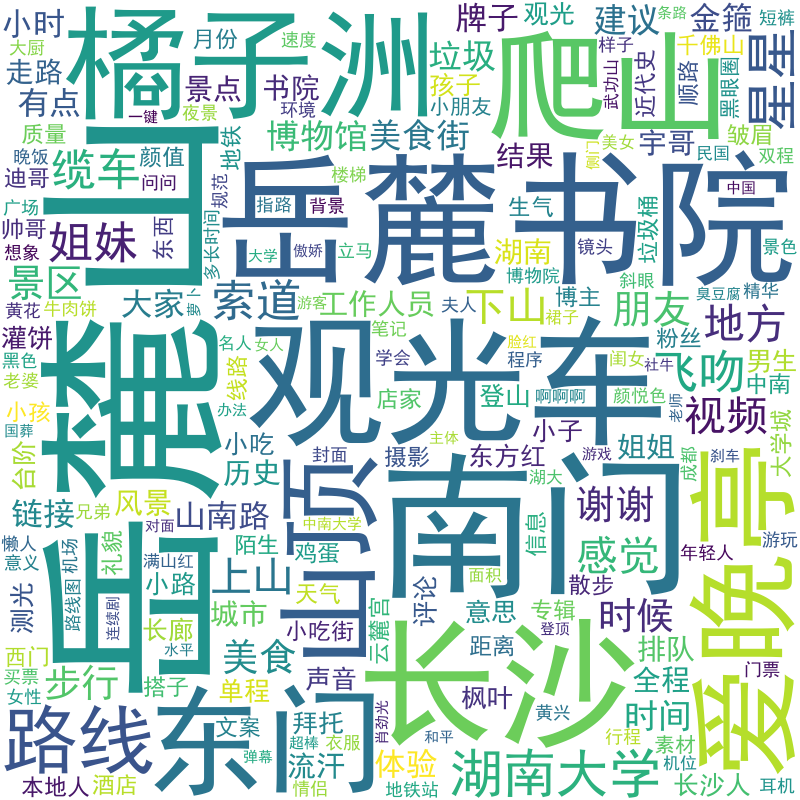 小时
橘子洲
牌子
观光
建议
金箍
短裤
条路
大厨
月份
速度
垃圾
爬山
样子
千佛山
星星
走路
景点
书院
孩子
武功山
近代史
顺路
黑眼圈
有点
一键
夜景
环境
小朋友
质量
地铁
博物馆
美食街
宇哥
皱眉
晚饭
缆车
颜值
结果
侧门
美女
民国
双程
迪哥
问问
规范
岳麓书院
楼梯
广场
岳麓山
指路
背景
生气
中国
帅哥
东西
多长时间
垃圾桶
想象
姐妹
大学
傲娇
立马
湖南
镜头
景色
景区
萝卜
博物院
斜眼
臭豆腐
精华
黄花
牛肉饼
大家
索道
游客
工作人员
夫人
下山
博主
朋友
地方
灌饼
观光车
笔记
裙子
粉丝
黑色
名人
女人
学会
脸红
程序
闺女
社牛
男生
老婆
线路
飞吻
中南
小孩
办法
店家
登山
啊啊啊
颜悦色
视频
老师
国葬
小吃
小子
姐姐
大学城
台阶
历史
封面
摄影
主体
东方红
游戏
成都
刹车
亭
山顶
南门
湖大
链接
风景
兄弟
对面
山南路
中南大学
信息
谢谢
懒人
机场
礼貌
陌生
鸡蛋
面积
感觉
年轻人
游玩
意义
路线图
满山红
小路
上山
天气
评论
散步
爱晚
测光
连续剧
城市
云麓宫
意思
专辑
时候
长廊
小吃街
登顶
西门
水平
长沙
距离
排队
买票
美食
声音
门票
女性
步行
搭子
单程
枫叶
全程
路线
东门
文案
拜托
肖劲光
黄兴
时间
超棒
衣服
和平
行程
素材
弹幕
流汗
体验
湖南大学
机位
本地人
酒店
情侣
地铁站
长沙人
耳机